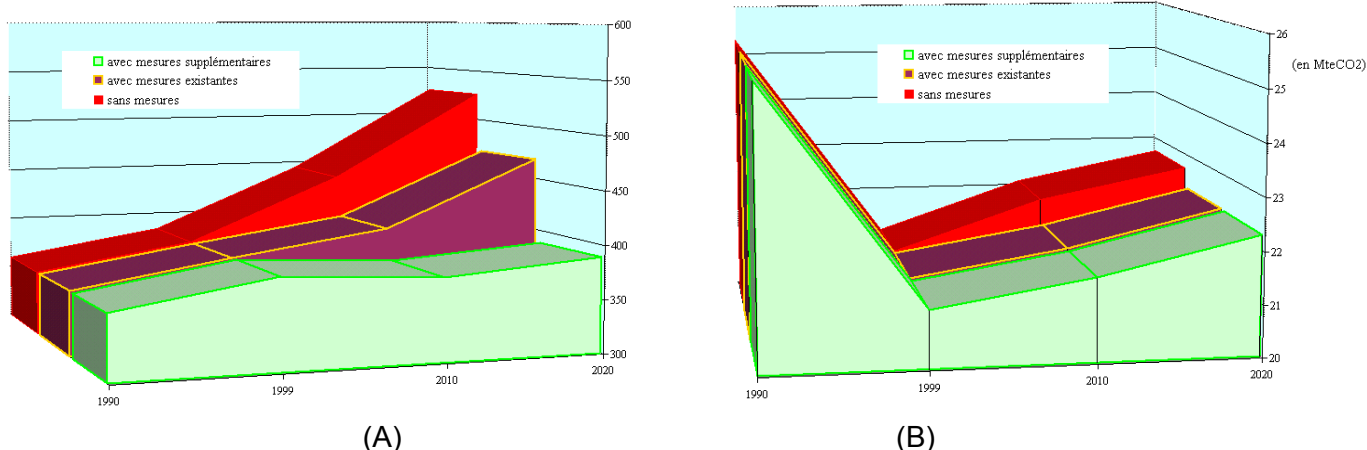 600
avec mesures supplémentaires
avec mesures existantes
sans mesures
550
500
450
400
350
300
1990
1999
2010
2020
(A)
26
avec mesures supplémentaires
avec mesures existantes
sans mesures
(en MteCO2)
25
24
23
22
21
20
1990
1999
2010
2020
(B)